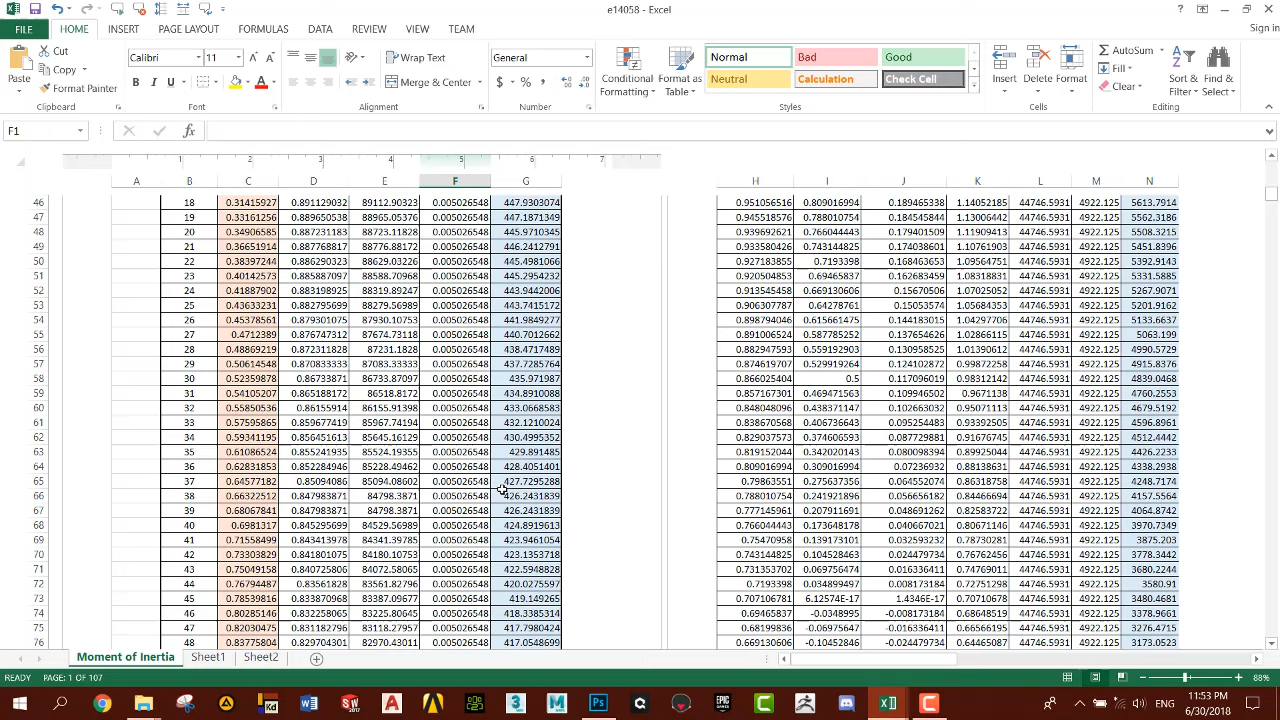 e14058 - Excel
FILE HOME INSERT PAGE LAYOUT FORMULAS DATA REVIEW VIEW TEAM Sign in
Paste Cut Copy Format Painter Clipboard
Calibri 11 B I U Font
Wrap Text Merge & Center Alignment
General $ % , Number
Conditional Formatting Format as Table
Normal Bad Good
Neutral Calculation Check Cell
Styles
Insert Delete Format Cells
AutoSum Fill Clear Sort & Filter Find & Select Editing
F1 fx
1 2 3 4 5 6 7
A B C D E F G H I J K L M N
46 18 0.31415927 0.891129032 89112.90323 0.005026548 447.9303074 0.951056516 0.809016994 0.189465338 1.14052185 44746.5931 4922.125 5613.7914
47 19 0.33161256 0.889650538 88965.05376 0.005026548 447.1871349 0.945518576 0.788010754 0.184545844 1.13006442 44746.5931 4922.125 5562.3186
48 20 0.34906585 0.887231183 88723.11828 0.005026548 445.9710345 0.939692621 0.766044443 0.179401509 1.11909413 44746.5931 4922.125 5508.3215
49 21 0.36651914 0.887768817 88776.88172 0.005026548 446.2412791 0.933580426 0.743144825 0.174038601 1.10761903 44746.5931 4922.125 5451.8396
50 22 0.38397244 0.886290323 88629.03226 0.005026548 445.4981066 0.927183855 0.7193398 0.168463653 1.09564751 44746.5931 4922.125 5392.9143
51 23 0.40142573 0.885887097 88588.70968 0.005026548 445.2954232 0.920504853 0.69465837 0.162683459 1.08318831 44746.5931 4922.125 5331.5885
52 24 0.41887902 0.883198925 88319.89247 0.005026548 443.9442006 0.913545458 0.669130606 0.15670506 1.07025052 44746.5931 4922.125 5267.9071
53 25 0.43633231 0.882795699 88279.56989 0.005026548 443.7415172 0.906307787 0.64278761 0.15053574 1.05684353 44746.5931 4922.125 5201.9162
54 26 0.45378561 0.879301075 87930.10753 0.005026548 441.9849277 0.898794046 0.615661475 0.144183015 1.04297706 44746.5931 4922.125 5133.6637
55 27 0.4712389 0.876747312 87674.73118 0.005026548 440.7012662 0.891006524 0.587785252 0.137654626 1.02866115 44746.5931 4922.125 5063.199
56 28 0.48869219 0.872311828 87231.1828 0.005026548 438.4717489 0.882947593 0.559192903 0.130958525 1.01390612 44746.5931 4922.125 4990.5729
57 29 0.50614548 0.870833333 87083.33333 0.005026548 437.7285764 0.874619707 0.529919264 0.124102872 0.99872258 44746.5931 4922.125 4915.8376
58 30 0.52359878 0.86733871 86733.87097 0.005026548 435.971987 0.866025404 0.5 0.117096019 0.98312142 44746.5931 4922.125 4839.0468
59 31 0.54105207 0.865188172 86518.8172 0.005026548 434.8910088 0.857167301 0.469471563 0.109946502 0.9671138 44746.5931 4922.125 4760.2553
60 32 0.55850536 0.86155914 86155.91398 0.005026548 433.0668583 0.848048096 0.438371147 0.102663032 0.95071113 44746.5931 4922.125 4679.5192
61 33 0.57595865 0.859677419 85967.74194 0.005026548 432.1210024 0.838670568 0.406736643 0.095254483 0.93392505 44746.5931 4922.125 4596.8961
62 34 0.59341195 0.856451613 85645.16129 0.005026548 430.4995352 0.829037573 0.374606593 0.087729881 0.91676745 44746.5931 4922.125 4512.4442
63 35 0.61086524 0.855241935 85524.19355 0.005026548 429.891485 0.819152044 0.342020143 0.080098394 0.89925044 44746.5931 4922.125 4426.2233
64 36 0.62831853 0.852284946 85228.49462 0.005026548 428.4051401 0.809016994 0.309016994 0.07236932 0.88138631 44746.5931 4922.125 4338.2938
65 37 0.64577182 0.85094086 85094.08602 0.005026548 427.7295288 0.79863551 0.275637356 0.064552074 0.86318758 44746.5931 4922.125 4248.7174
66 38 0.66322512 0.847983871 84798.3871 0.005026548 426.2431839 0.788010754 0.241921896 0.056656182 0.84466694 44746.5931 4922.125 4157.5564
67 39 0.68067841 0.847983871 84798.3871 0.005026548 426.2431839 0.777145961 0.207911691 0.048691262 0.82583722 44746.5931 4922.125 4064.8742
68 40 0.6981317 0.845295699 84529.56989 0.005026548 424.8919613 0.766044443 0.173648178 0.040667021 0.80671146 44746.5931 4922.125 3970.7349
69 41 0.71558499 0.843413978 84341.39785 0.005026548 423.9461054 0.75470958 0.139173101 0.032593232 0.78730281 44746.5931 4922.125 3875.203
70 42 0.73303829 0.841801075 84180.10753 0.005026548 423.1353718 0.743144825 0.104528463 0.024479734 0.76762456 44746.5931 4922.125 3778.3442
71 43 0.75049158 0.840725806 84072.58065 0.005026548 422.5948828 0.731353702 0.069756474 0.016336411 0.74769011 44746.5931 4922.125 3680.2244
72 44 0.76794487 0.83561828 83561.82796 0.005026548 420.0275597 0.7193398 0.034899497 0.008173184 0.72751298 44746.5931 4922.125 3580.91
73 45 0.78539816 0.833870968 83387.09677 0.005026548 419.149265 0.707106781 6.12574E-17 1.4346E-17 0.70710678 44746.5931 4922.125 3480.4681
74 46 0.80285146 0.832258065 83225.80645 0.005026548 418.3385314 0.69465837 -0.0348995 -0.008173184 0.68648519 44746.5931 4922.125 3378.9661
75 47 0.82030475 0.831182796 83118.27957 0.005026548 417.7980424 0.68199836 -0.06975647 -0.016336411 0.66566195 44746.5931 4922.125 3276.4715
76 48 0.83775804 0.829704301 82970.43011 0.005026548 417.0548699 0.669130606 -0.10452846 -0.024479734 0.64465087 44746.5931 4922.125 3173.0523
Moment of Inertia Sheet1 Sheet2
READY PAGE: 1 OF 107 88%
11:53 PM
6/30/2018